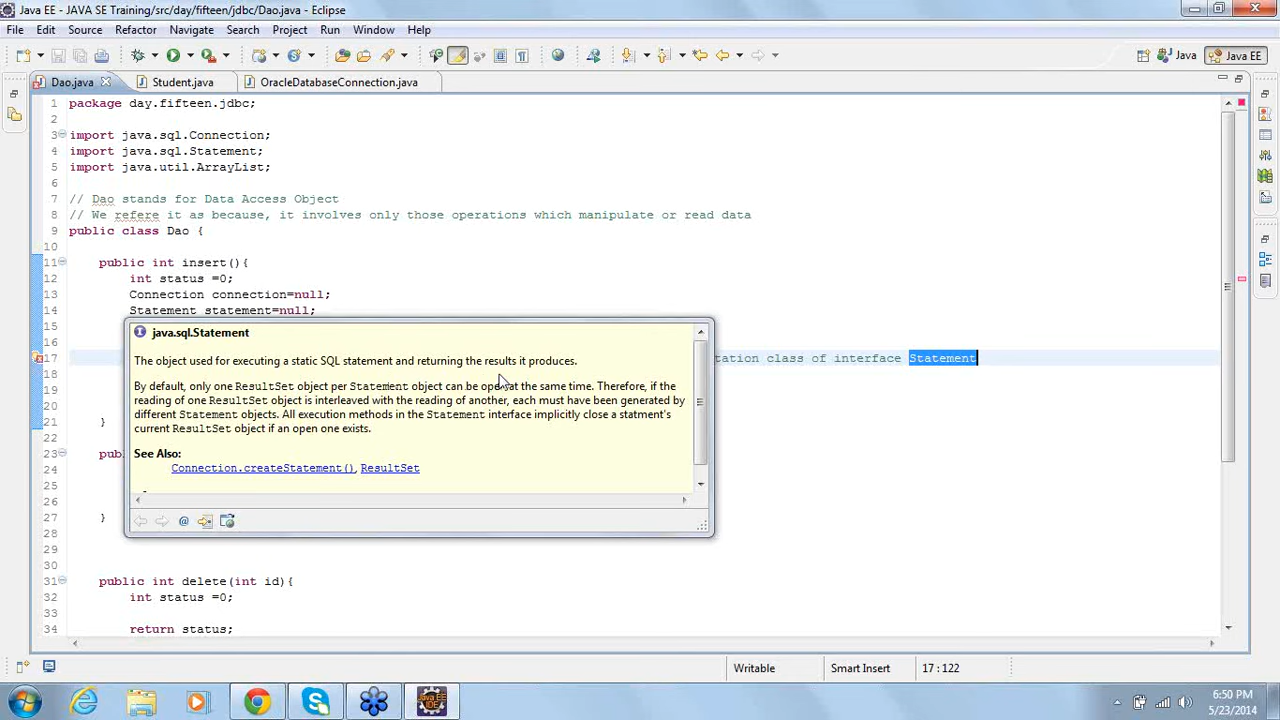 Java EE - JAVA SE Training/src/day/fifteen/jdbc/Dao.java - Eclipse
File Edit Source Refactor Navigate Search Project Run Window Help
Java Java EE
Dao.java Student.java OracleDatabaseConnection.java
1 package day.fifteen.jdbc;
2
3 import java.sql.Connection;
4 import java.sql.Statement;
5 import java.util.ArrayList;
6
7 // Dao stands for Data Access Object
8 // We refere it as because, it involves only those operations which manipulate or read data
9 public class Dao {
10
11 public int insert(){
12 int status =0;
13 Connection connection=null;
14 Statement statement=null;
15
16
17 tation class of interface Statement
18
19
20
21 }
22
23 pu
24
25
26
27 }
28
29
30
31 public int delete(int id){
32 int status =0;
33
34 return status;
java.sql.Statement
The object used for executing a static SQL statement and returning the results it produces.
By default, only one ResultSet object per Statement object can be open at the same time. Therefore, if the
reading of one ResultSet object is interleaved with the reading of another, each must have been generated by
different Statement objects. All execution methods in the Statement interface implicitly close a statment's
current ResultSet object if an open one exists.
See Also:
Connection.createStatement(), ResultSet
@
Writable Smart Insert 17 : 122
Java EE IDE
6:50 PM
5/23/2014